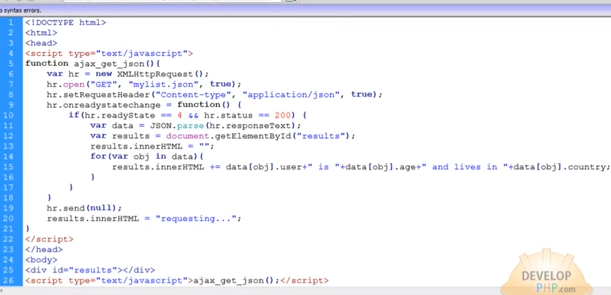 o syntax errors.
1 <!DOCTYPE html>
2 <html>
3 <head>
4 <script type="text/javascript">
5 function ajax_get_json(){
6 var hr = new XMLHttpRequest();
7 hr.open("GET", "mylist.json", true);
8 hr.setRequestHeader("Content-type", "application/json", true);
9 hr.onreadystatechange = function() {
10 if(hr.readyState == 4 && hr.status == 200) {
11 var data = JSON.parse(hr.responseText);
12 var results = document.getElementById("results");
13 results.innerHTML = "";
14 for(var obj in data){
15 results.innerHTML += data[obj].user+" is "+data[obj].age+" and lives in "+data[obj].country;
16 }
17 }
18 }
19 hr.send(null);
20 results.innerHTML = "requesting...";
21 }
22 </script>
23 </head>
24 <body>
25 <div id="results"></div>
26 <script type="text/javascript">ajax_get_json();</script>
DEVELOP
PHP.com